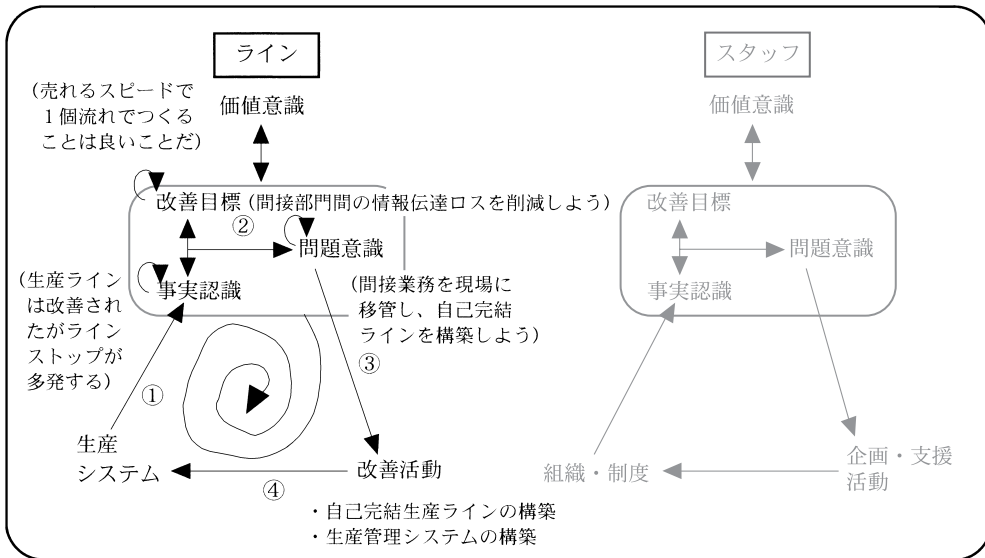 ライン
(売れるスピードで
１個流れでつくる
ことは良いことだ)
価値意識
改善目標 (間接部門間の情報伝達ロスを削減しよう)
②
問題意識
事実認識
(生産ライン
は改善され
たがライン
ストップが
多発する)
(間接業務を現場に
移管し、自己完結
ラインを構築しよう)
①
③
生産
システム
改善活動
④
・自己完結生産ラインの構築
・生産管理システムの構築
スタッフ
価値意識
改善目標
問題意識
事実認識
組織・制度
企画・支援
活動